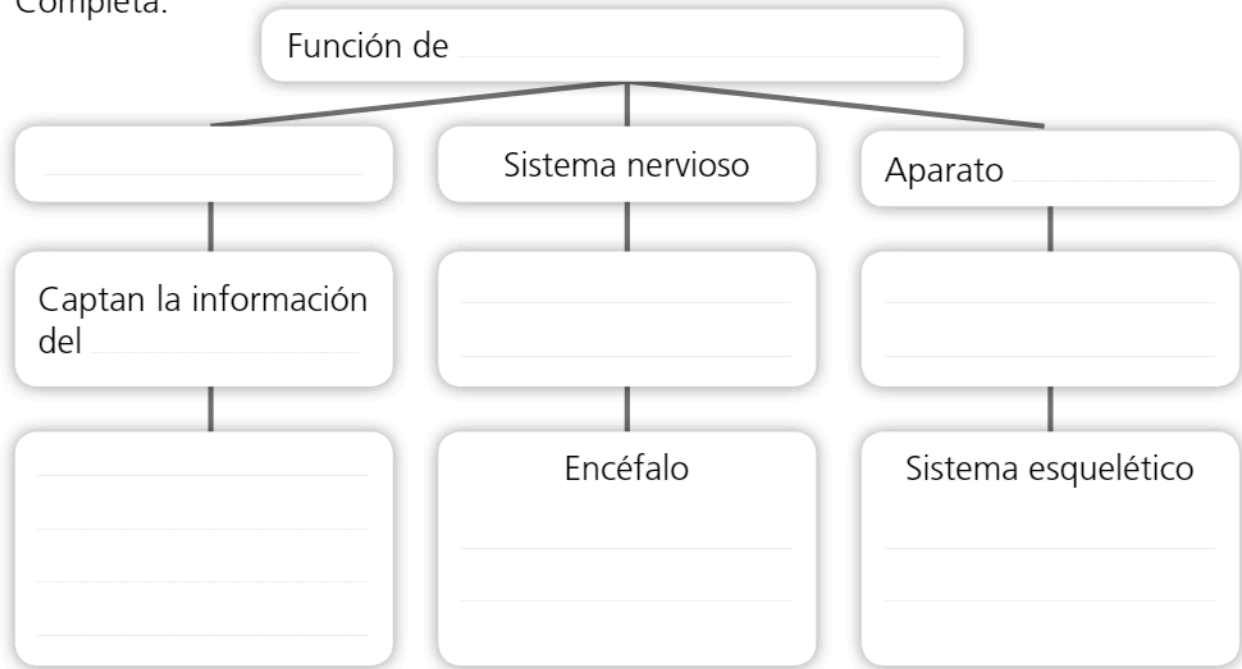 Completa.
Función de
Sistema nervioso
Aparato
Captan la información
del
Encéfalo
Sistema esquelético